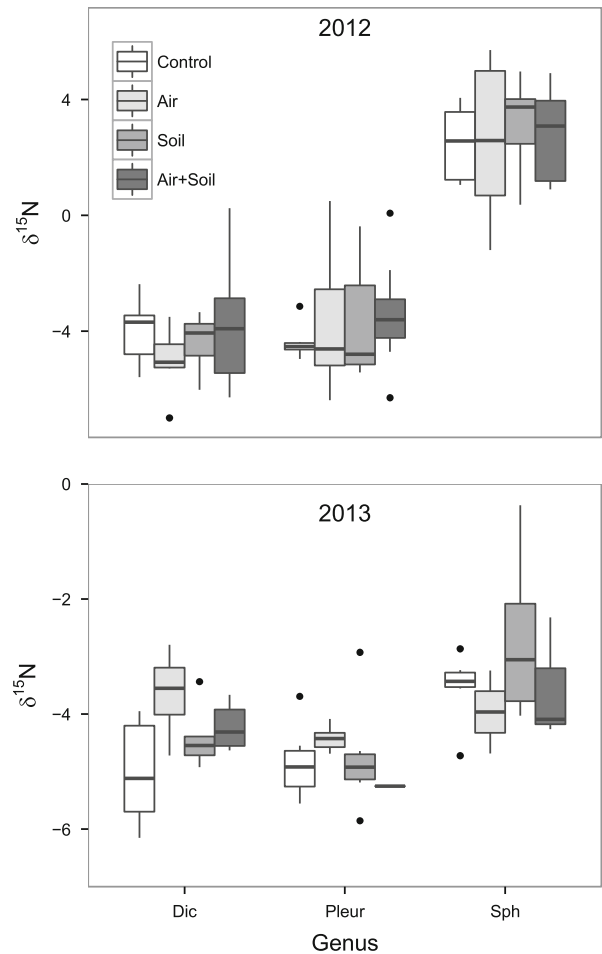 2012
Control
Air
Soil
Air+Soil
4
0
−4
δ¹⁵N
2013
0
−2
−4
−6
δ¹⁵N
Dic Pleur Sph
Genus